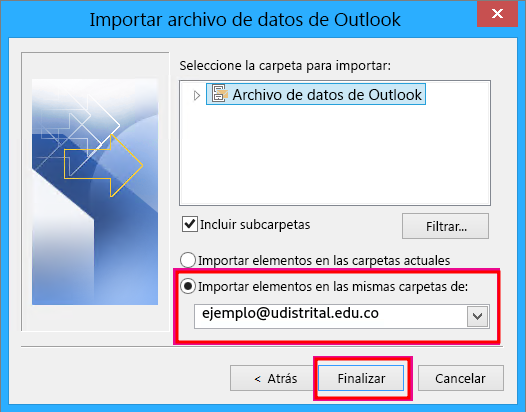 Importar archivo de datos de Outlook
Seleccione la carpeta para importar:
Archivo de datos de Outlook
Incluir subcarpetas
Filtrar...
Importar elementos en las carpetas actuales
Importar elementos en las mismas carpetas de:
ejemplo@udistrital.edu.co
< Atrás
Finalizar
Cancelar